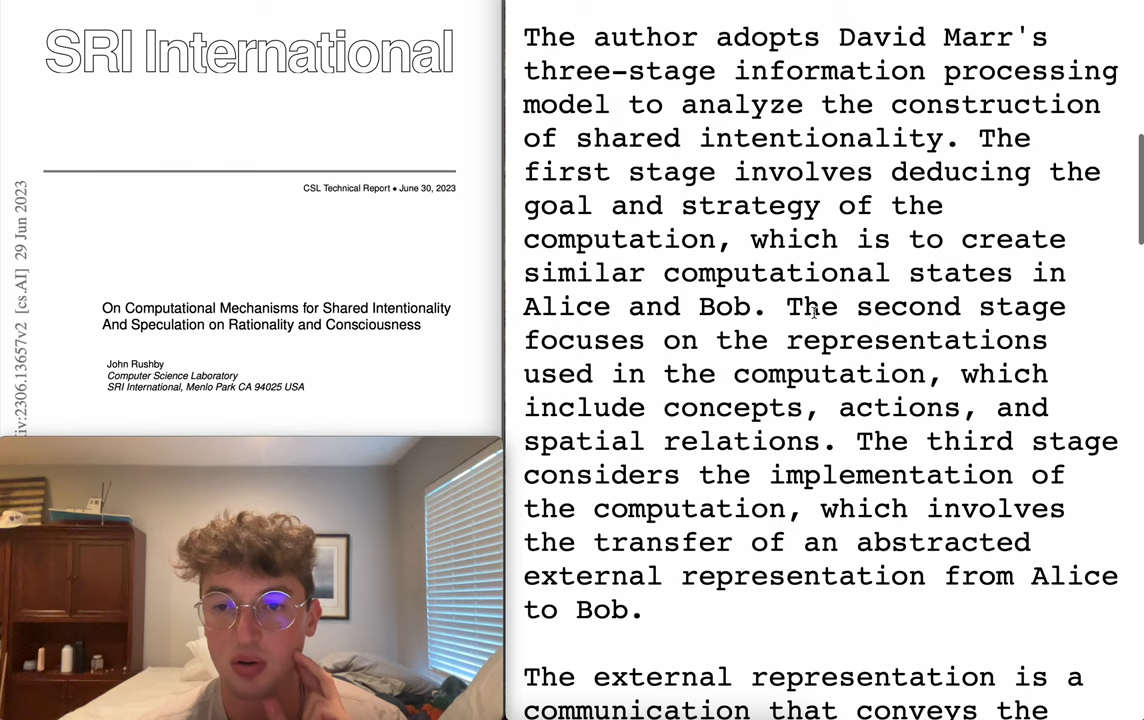 SRI International
CSL Technical Report • June 30, 2023
iv:2306.13657v2 [cs.AI] 29 Jun 2023
On Computational Mechanisms for Shared Intentionality
And Speculation on Rationality and Consciousness
John Rushby
Computer Science Laboratory
SRI International, Menlo Park CA 94025 USA
The author adopts David Marr's
three-stage information processing
model to analyze the construction
of shared intentionality. The
first stage involves deducing the
goal and strategy of the
computation, which is to create
similar computational states in
Alice and Bob. The second stage
focuses on the representations
used in the computation, which
include concepts, actions, and
spatial relations. The third stage
considers the implementation of
the computation, which involves
the transfer of an abstracted
external representation from Alice
to Bob.
The external representation is a
communication that conveys the